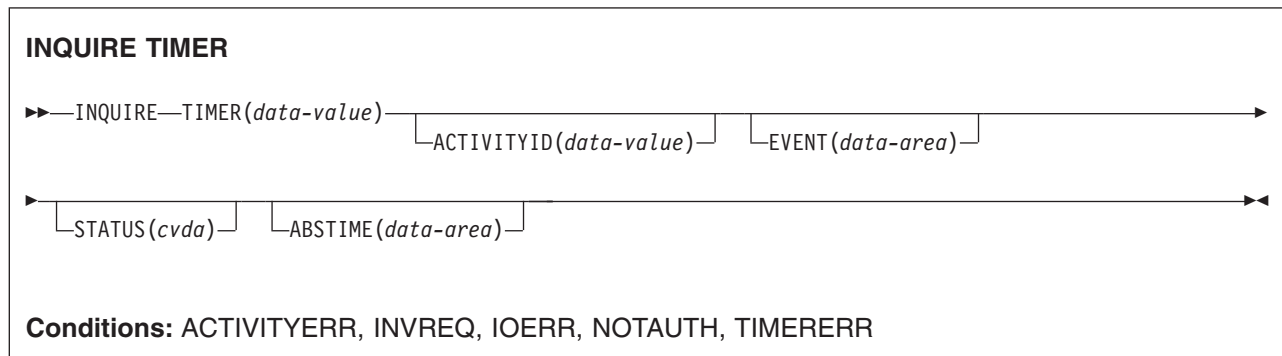 INQUIRE TIMER
INQUIRE TIMER(data-value)
ACTIVITYID(data-value) EVENT(data-area)
STATUS(cvda) ABSTIME(data-area)
Conditions: ACTIVITYERR, INVREQ, IOERR, NOTAUTH, TIMERERR